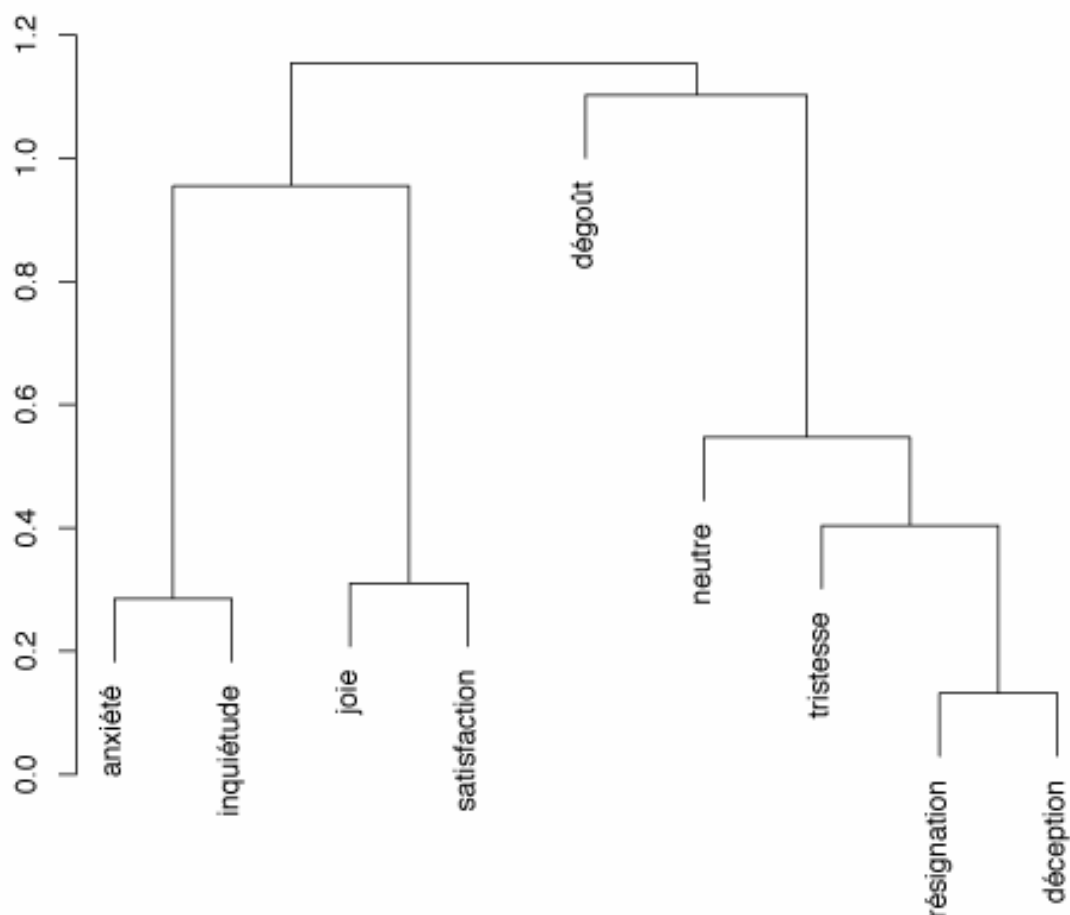 1.2
1.0
0.8
0.6
0.4
0.2
0.0
anxiété
inquiétude
joie
satisfaction
dégoût
neutre
tristesse
résignation
déception